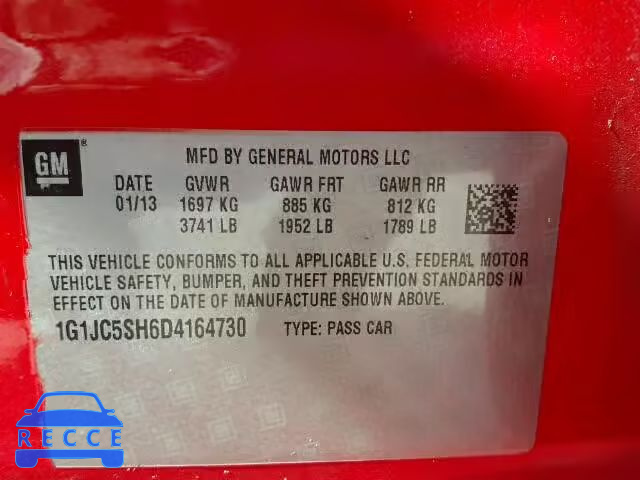 GM ®
MFD BY GENERAL MOTORS LLC
DATE GVWR GAWR FRT GAWR RR
01/13 1697 KG 885 KG 812 KG
3741 LB 1952 LB 1789 LB
THIS VEHICLE CONFORMS TO ALL APPLICABLE U.S. FEDERAL MOTOR
VEHICLE SAFETY, BUMPER, AND THEFT PREVENTION STANDARDS IN
EFFECT ON THE DATE OF MANUFACTURE SHOWN ABOVE.
1G1JC5SH6D4164730 TYPE: PASS CAR
RECCE